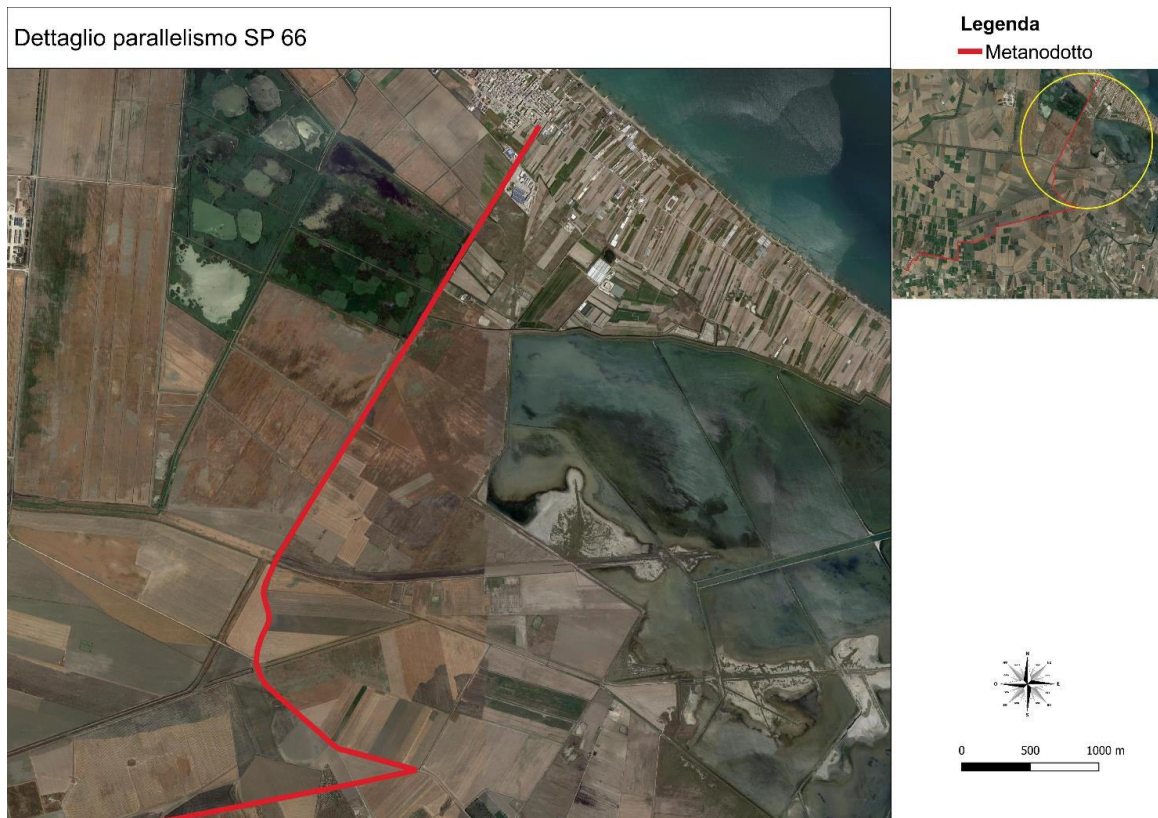 Dettaglio parallelismo SP 66
Legenda
Metanodotto
N
O
E
S
0 500 1000 m